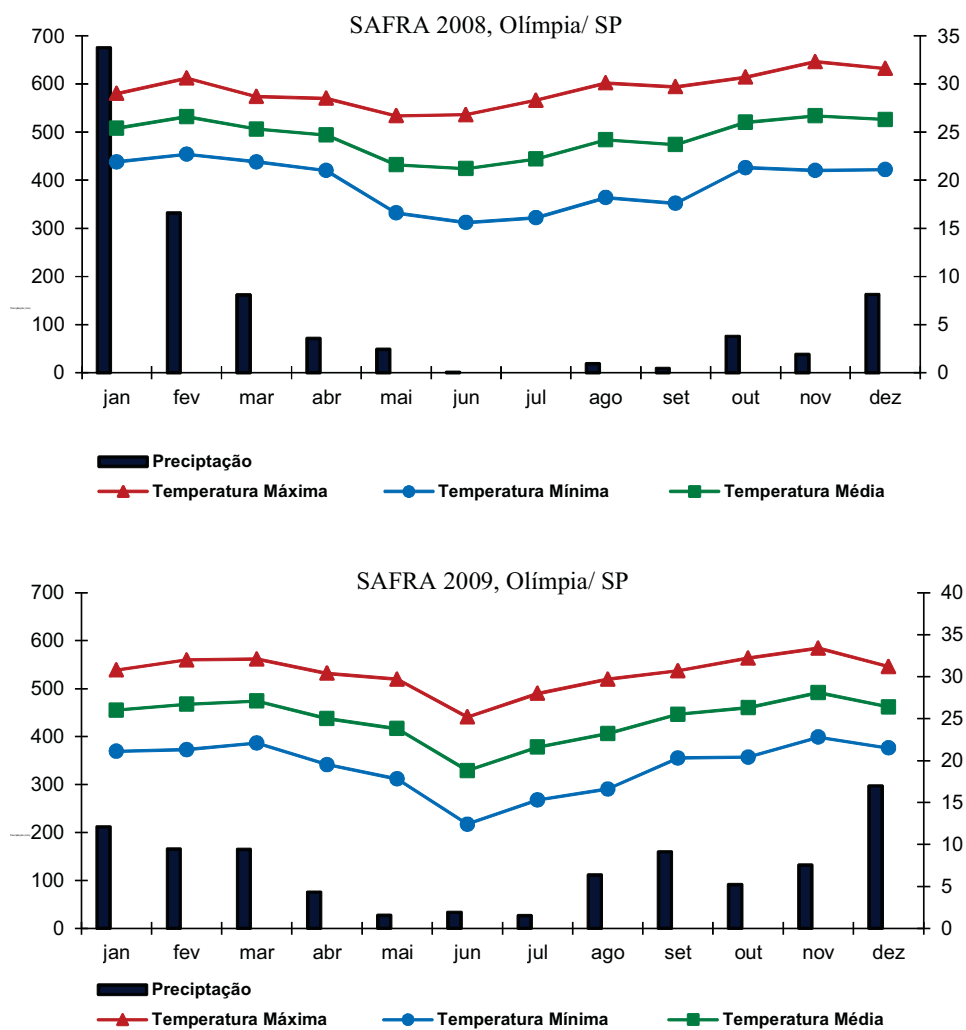 SAFRA 2008, Olímpia/ SP
700 35
600 30
500 25
400 20
300 15
200 10
100 5
0 0
jan fev mar abr mai jun jul ago set out nov dez
Preciptação
Temperatura Máxima Temperatura Mínima Temperatura Média
SAFRA 2009, Olímpia/ SP
700 40
600 35
500 30
400 25
300 20
200 15
100 10
0 5
0
jan fev mar abr mai jun jul ago set out nov dez
Preciptação
Temperatura Máxima Temperatura Mínima Temperatura Média